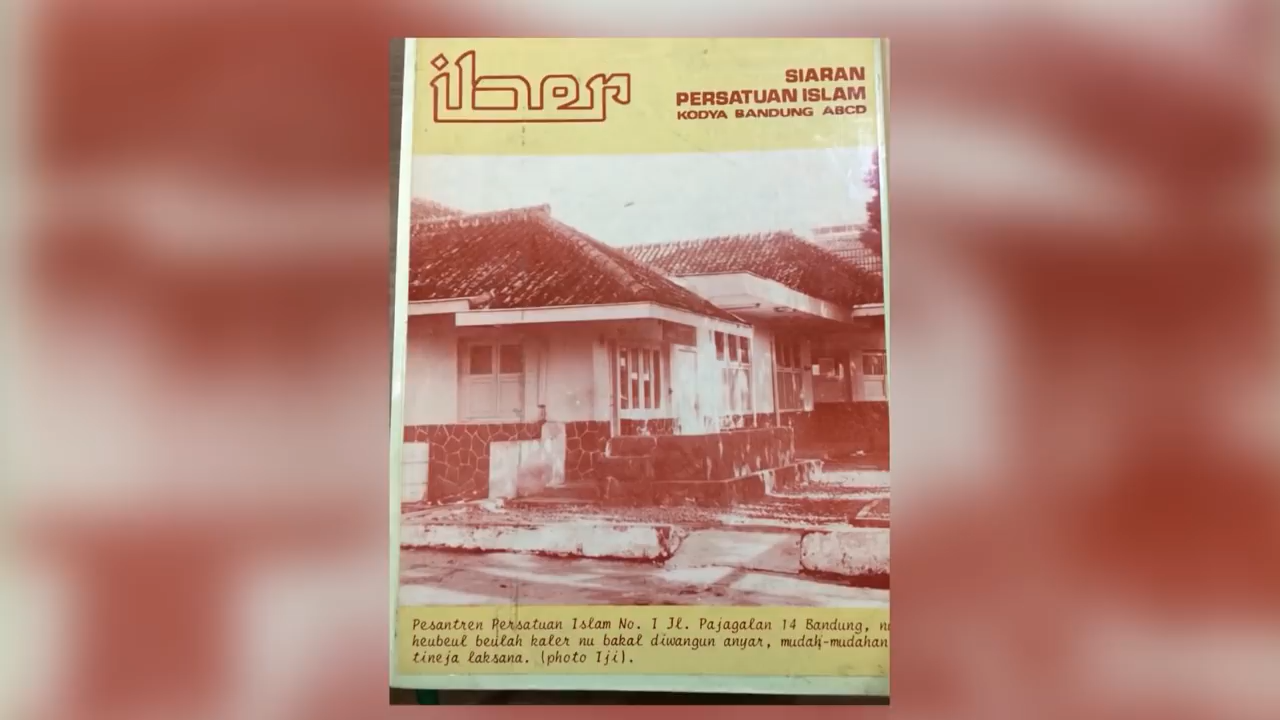 iber
SIARAN
PERSATUAN ISLAM
KODYA BANDUNG ABCD
Pesantren Persatuan Islam No. I Jl. Pajagalan 14 Bandung,
heubeul beulah kaler nu bakal diwangun anyar, mudah-mudahan
tineja laksana. (photo Iji).